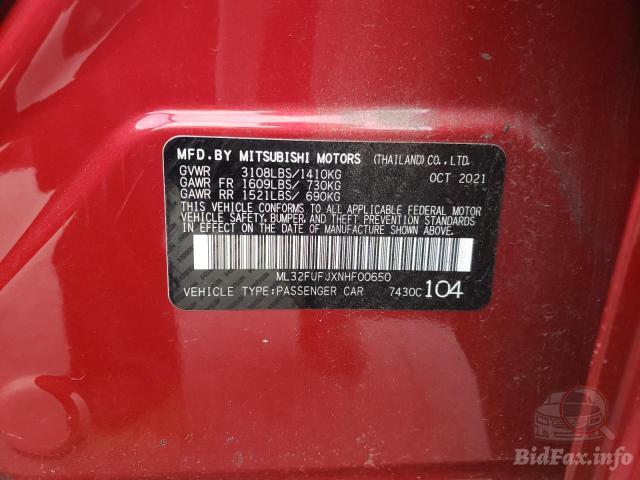 MFD.BY MITSUBISHI MOTORS (THAILAND)CO.,LTD.
GVWR 3108LBS/1410KG OCT 2021
GAWR FR 1609LBS/ 730KG
GAWR RR 1521LBS/ 690KG
THIS VEHICLE CONFORMS TO ALL APPLICABLE FEDERAL MOTOR
VEHICLE SAFETY, BUMPER, AND THEFT PREVENTION STANDARDS
IN EFFECT ON THE DATE OF MANUFACTURE SHOWN ABOVE.
ML32FUFJXNHF00650
VEHICLE TYPE:PASSENGER CAR 7430C 104
BidFax.info